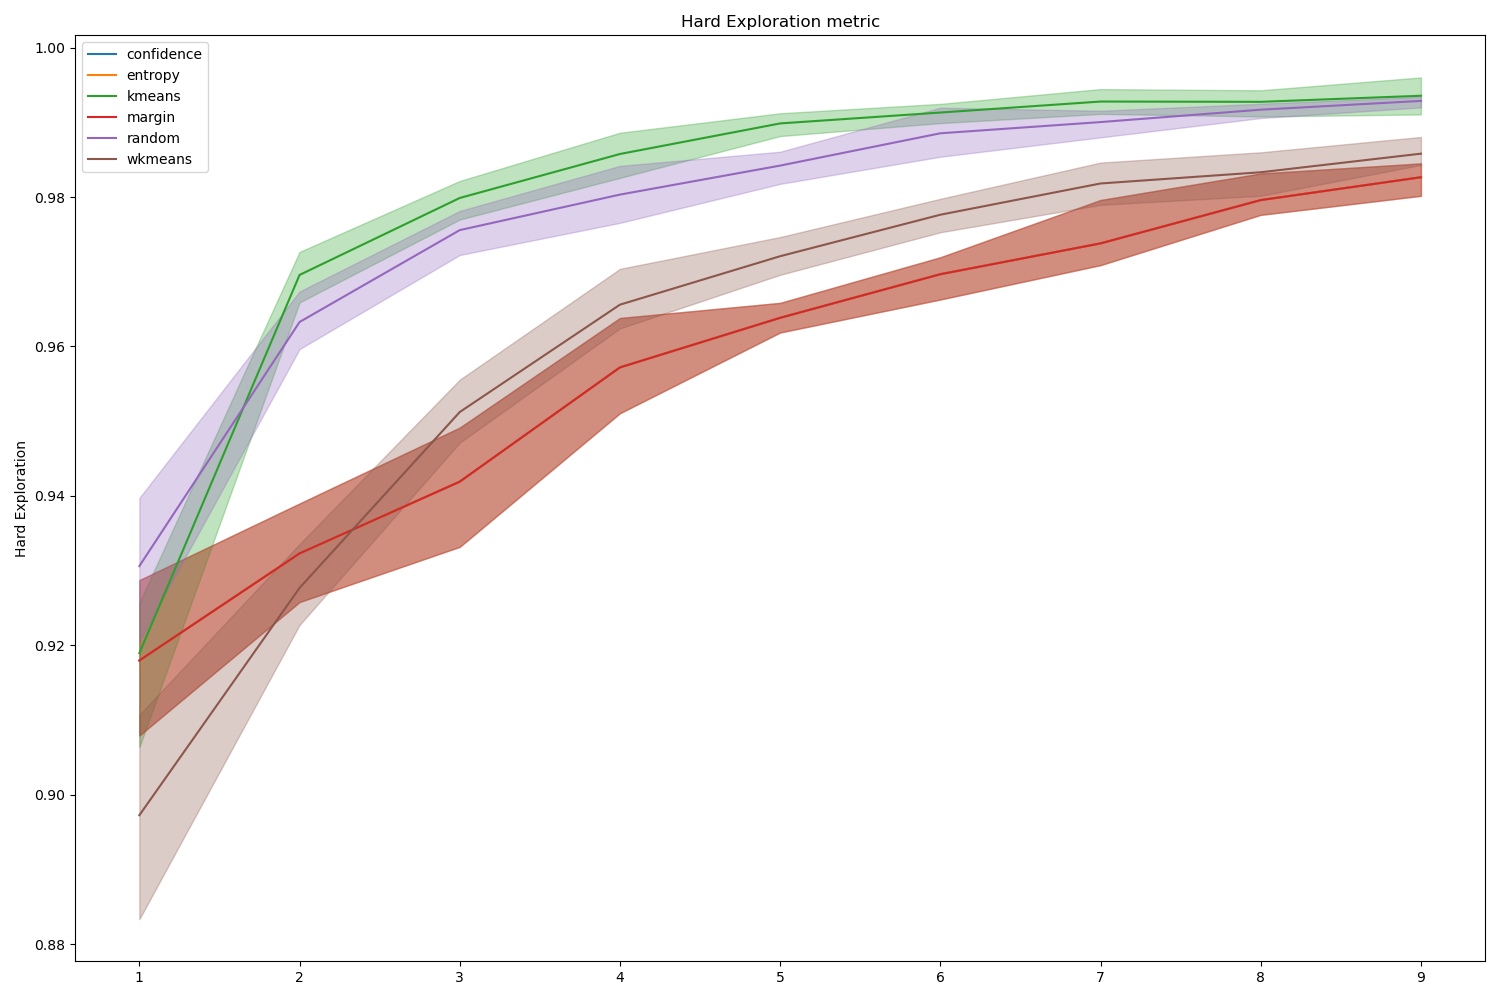 Hard Exploration metric
1.00
0.98
0.96
0.94
0.92
0.90
0.88
Hard Exploration
confidence
entropy
kmeans
margin
random
wkmeans
1 2 3 4 5 6 7 8 9